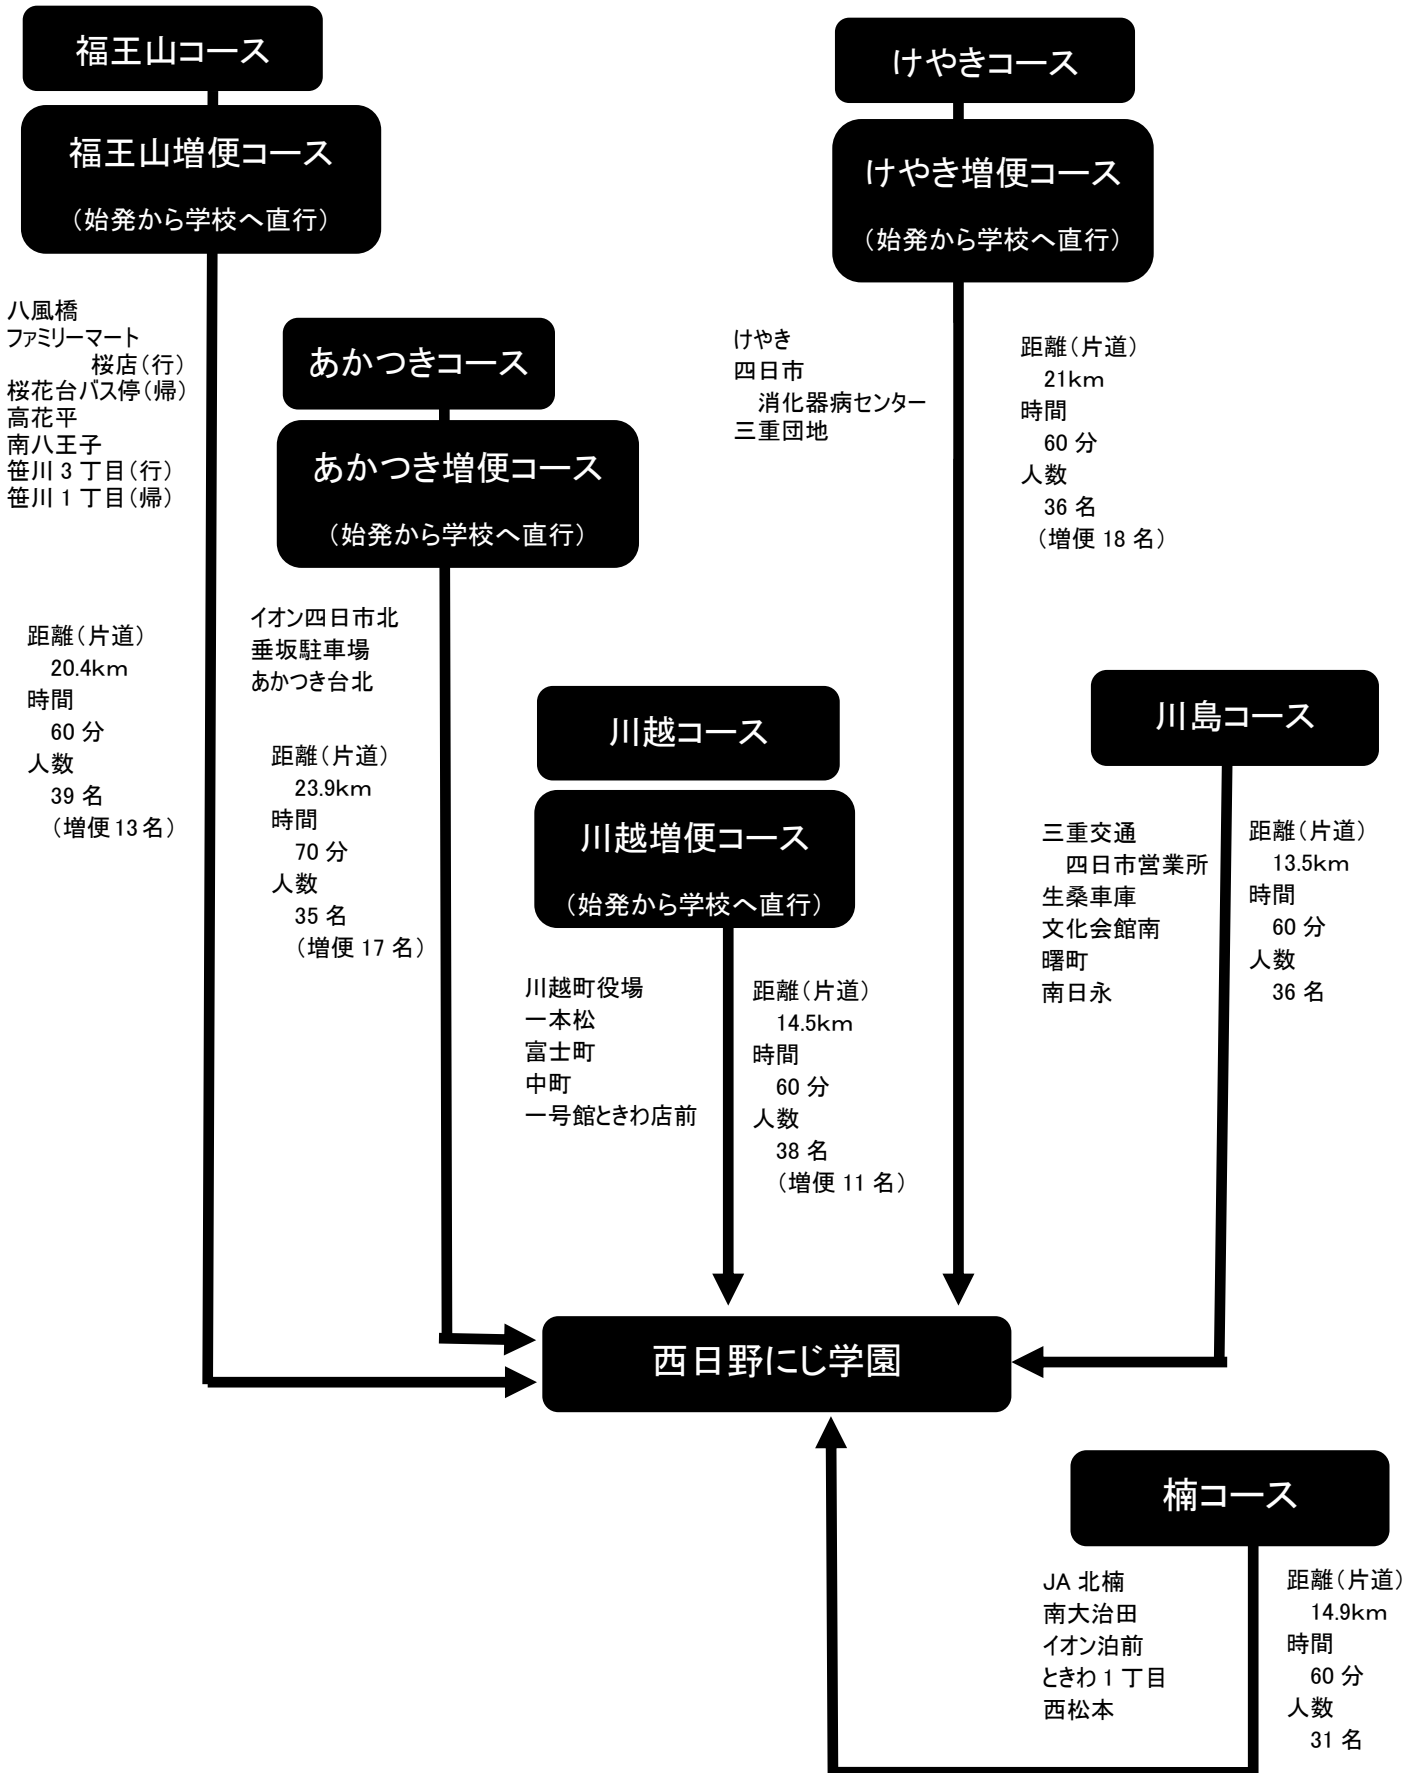 福王山コース
福王山増便コース
（始発から学校へ直行）
八風橋
ファミリーマート
桜店（行）
桜花台バス停（帰）
高花平
南八王子
笹川 3 丁目（行）
笹川 1 丁目（帰）
距離（片道）
20.4km
時間
60 分
人数
39 名
（増便 13 名）
あかつきコース
あかつき増便コース
（始発から学校へ直行）
イオン四日市北
垂坂駐車場
あかつき台北
距離（片道）
23.9km
時間
70 分
人数
35 名
（増便 17 名）
川越コース
川越増便コース
（始発から学校へ直行）
川越町役場
一本松
富士町
中町
一号館ときわ店前
距離（片道）
14.5km
時間
60 分
人数
38 名
（増便 11 名）
けやきコース
けやき増便コース
（始発から学校へ直行）
けやき
四日市
消化器病センター
三重団地
距離（片道）
21km
時間
60 分
人数
36 名
（増便 18 名）
川島コース
三重交通
四日市営業所
生桑車庫
文化会館南
曙町
南日永
距離（片道）
13.5km
時間
60 分
人数
36 名
西日野にじ学園
楠コース
JA 北楠
南大治田
イオン泊前
ときわ 1 丁目
西松本
距離（片道）
14.9km
時間
60 分
人数
31 名